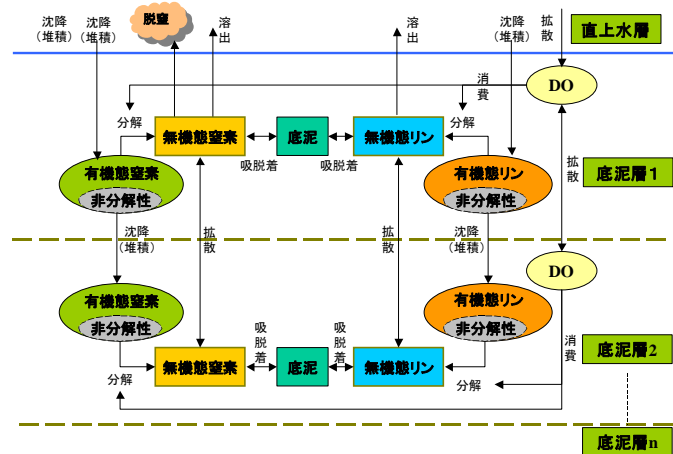 沈降
(堆積)
沈降
(堆積)
脱窒
溶出
溶出
沈降
(堆積)
拡散
直上水層
消費
DO
分解
分解
無機態窒素
底泥
無機態リン
吸脱着
吸脱着
拡散
底泥層1
有機態窒素
非分解性
有機態リン
非分解性
沈降
(堆積)
拡散
拡散
沈降
(堆積)
DO
有機態窒素
非分解性
有機態リン
非分解性
吸脱着
吸脱着
消費
底泥層2
無機態窒素
底泥
無機態リン
分解
分解
底泥層n